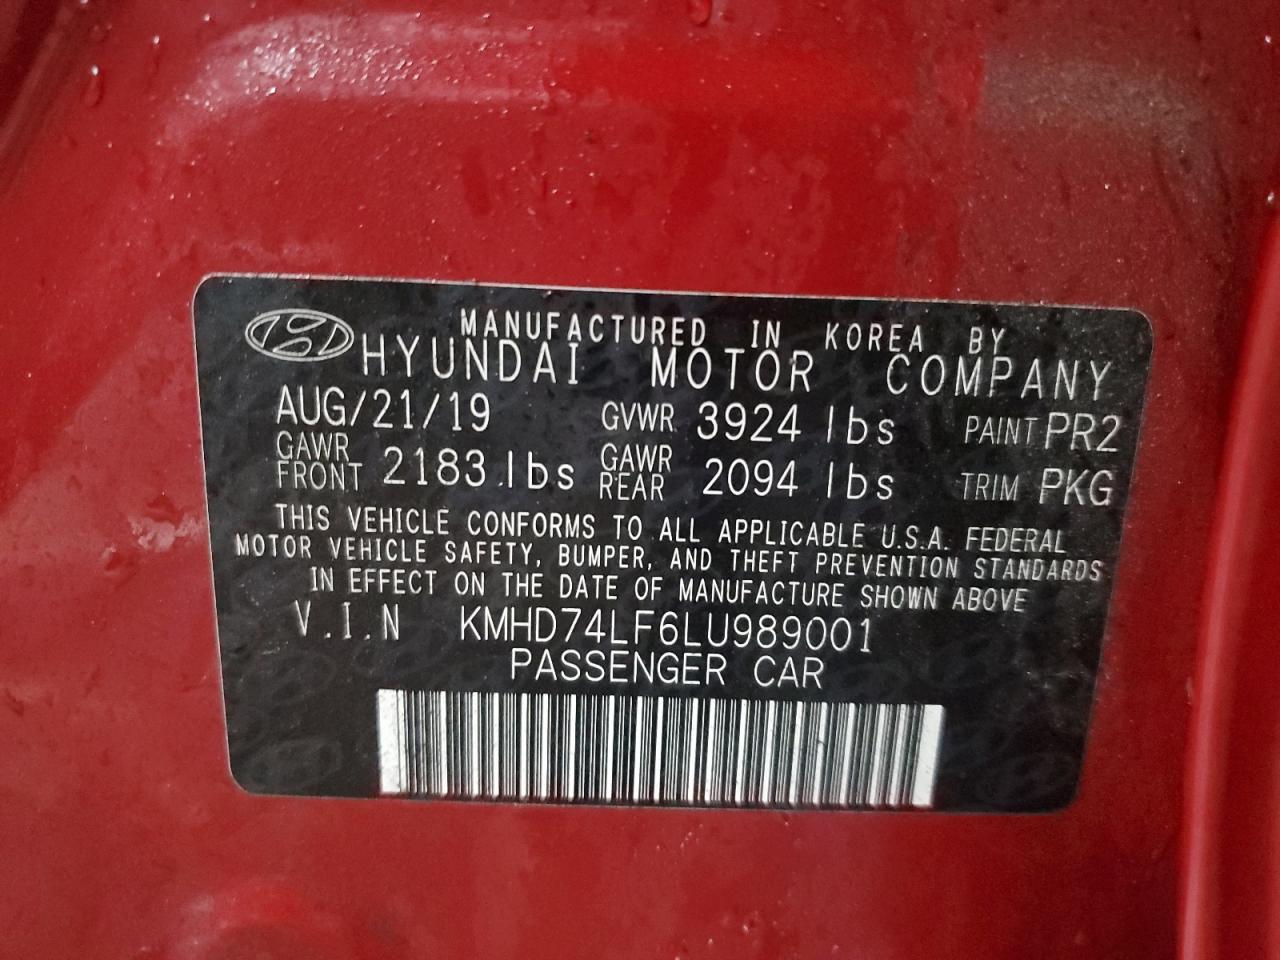 MANUFACTURED IN KOREA BY
HYUNDAI MOTOR COMPANY
AUG/21/19 GVWR 3924 lbs PAINT PR2
GAWR FRONT 2183 lbs GAWR REAR 2094 lbs TRIM PKG
THIS VEHICLE CONFORMS TO ALL APPLICABLE U.S.A. FEDERAL
MOTOR VEHICLE SAFETY, BUMPER, AND THEFT PREVENTION STANDARDS
IN EFFECT ON THE DATE OF MANUFACTURE SHOWN ABOVE
V.I.N KMHD74LF6LU989001
PASSENGER CAR